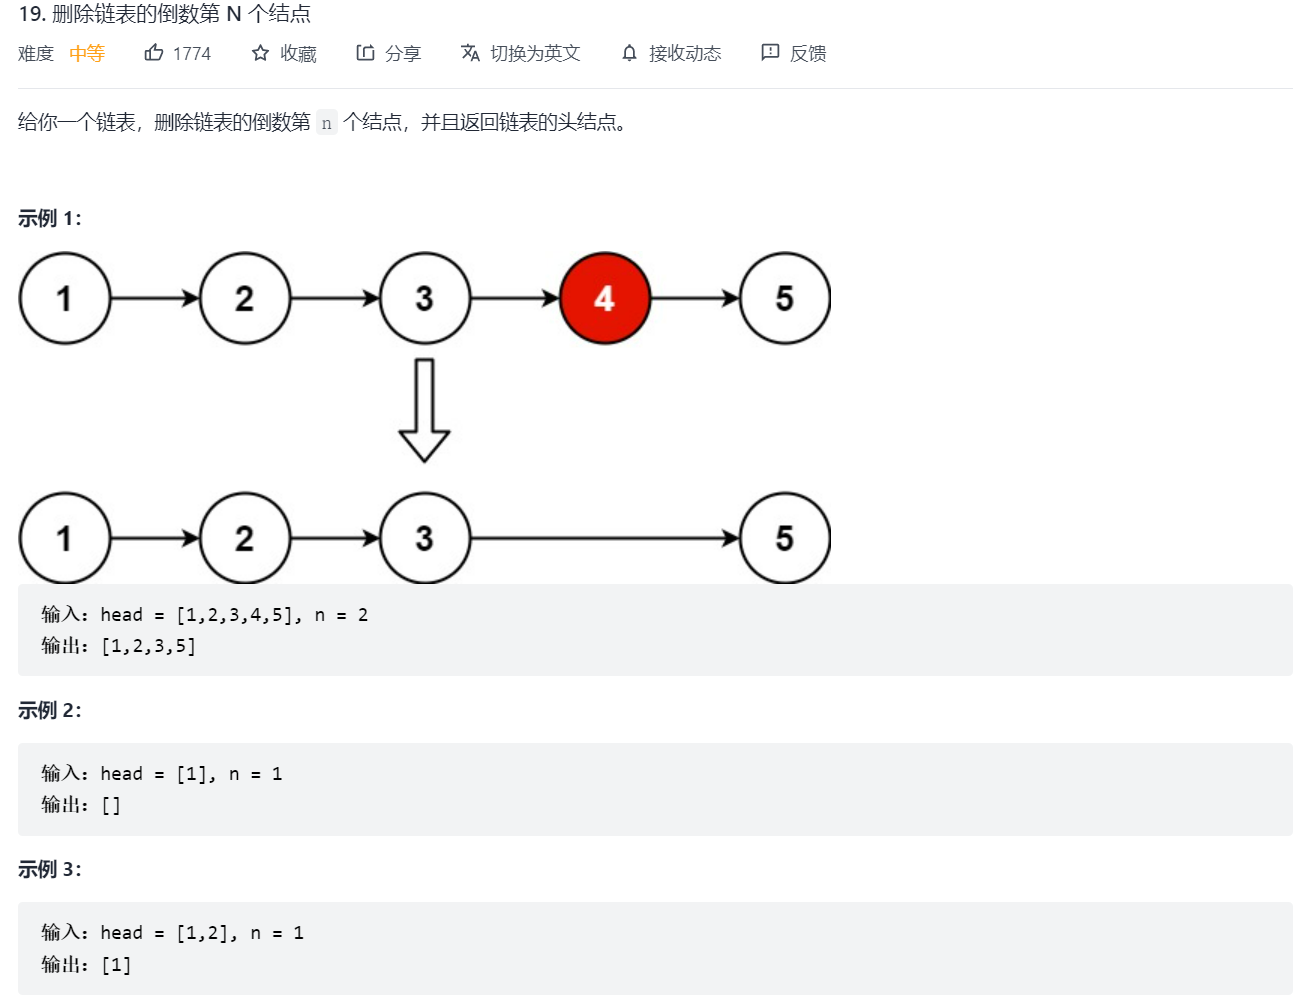 19. 删除链表的倒数第 N 个结点
难度 中等 1774 收藏 分享 切换为英文 接收动态 反馈
给你一个链表，删除链表的倒数第 n 个结点，并且返回链表的头结点。
示例 1：
1 2 3 4 5
1 2 3 5
输入：head = [1,2,3,4,5], n = 2
输出：[1,2,3,5]
示例 2：
输入：head = [1], n = 1
输出：[]
示例 3：
输入：head = [1,2], n = 1
输出：[1]